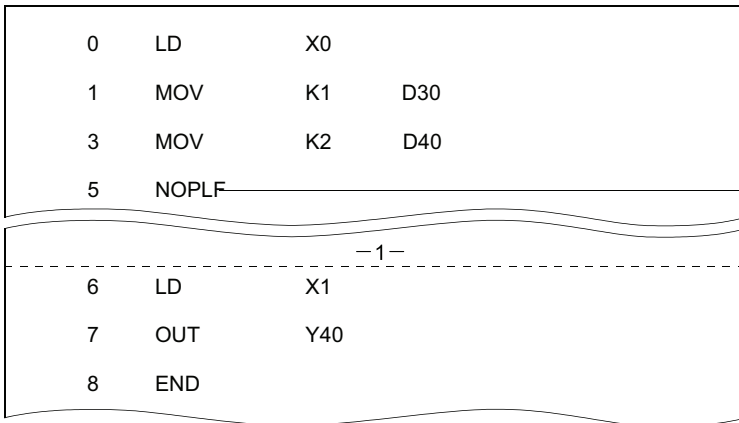 0 LD X0
1 MOV K1 D30
3 MOV K2 D40
5 NOPLF
－1－
6 LD X1
7 OUT Y40
8 END